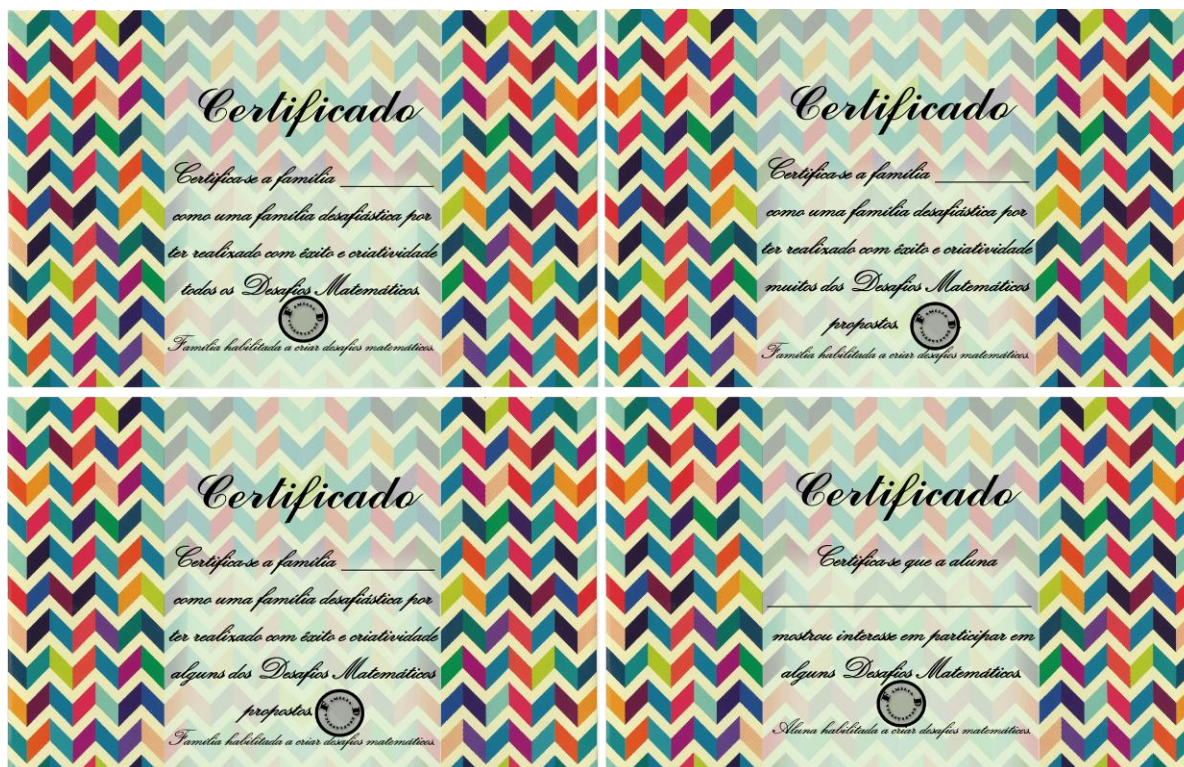 Certificado
Certifica-se a família __________
como uma família desafiástica por
ter realizado com êxito e criatividade
todos os Desafios Matemáticos.
Família habilitada a criar desafios matemáticos.
Certificado
Certifica-se a família __________
como uma família desafiástica por
ter realizado com êxito e criatividade
muitos dos Desafios Matemáticos
propostos.
Família habilitada a criar desafios matemáticos.
Certificado
Certifica-se a família __________
como uma família desafiástica por
ter realizado com êxito e criatividade
alguns dos Desafios Matemáticos
propostos.
Família habilitada a criar desafios matemáticos.
Certificado
Certifica-se que a aluna
____________________________
mostrou interesse em participar em
alguns Desafios Matemáticos.
Aluna habilitada a criar desafios matemáticos.